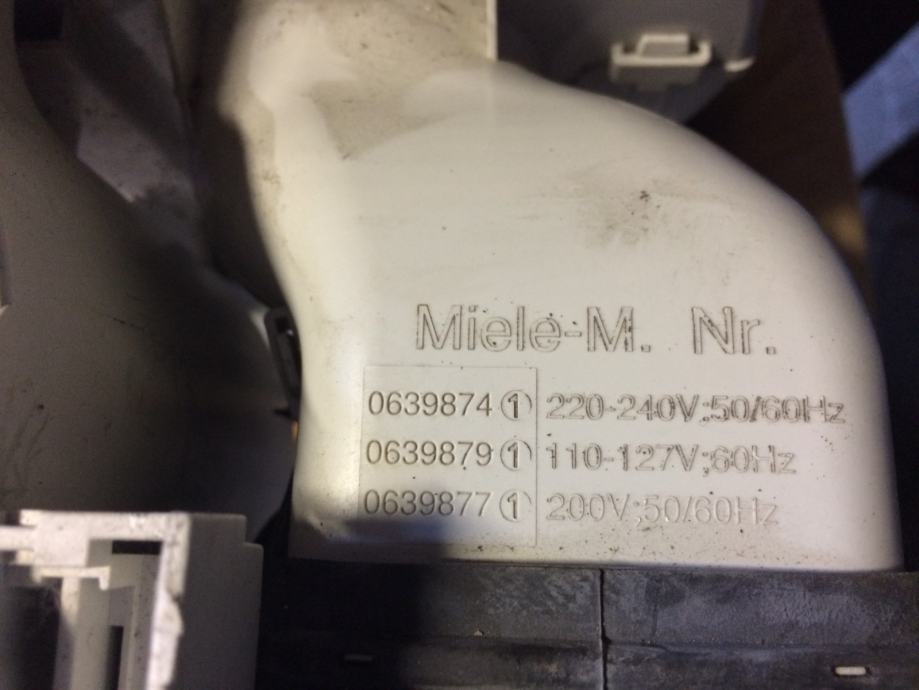 Miele-M. Nr.
0639874 ① 220-240V;50/60Hz
0639879 ① 110-127V;60Hz
0639877 ① 200V;50/60Hz